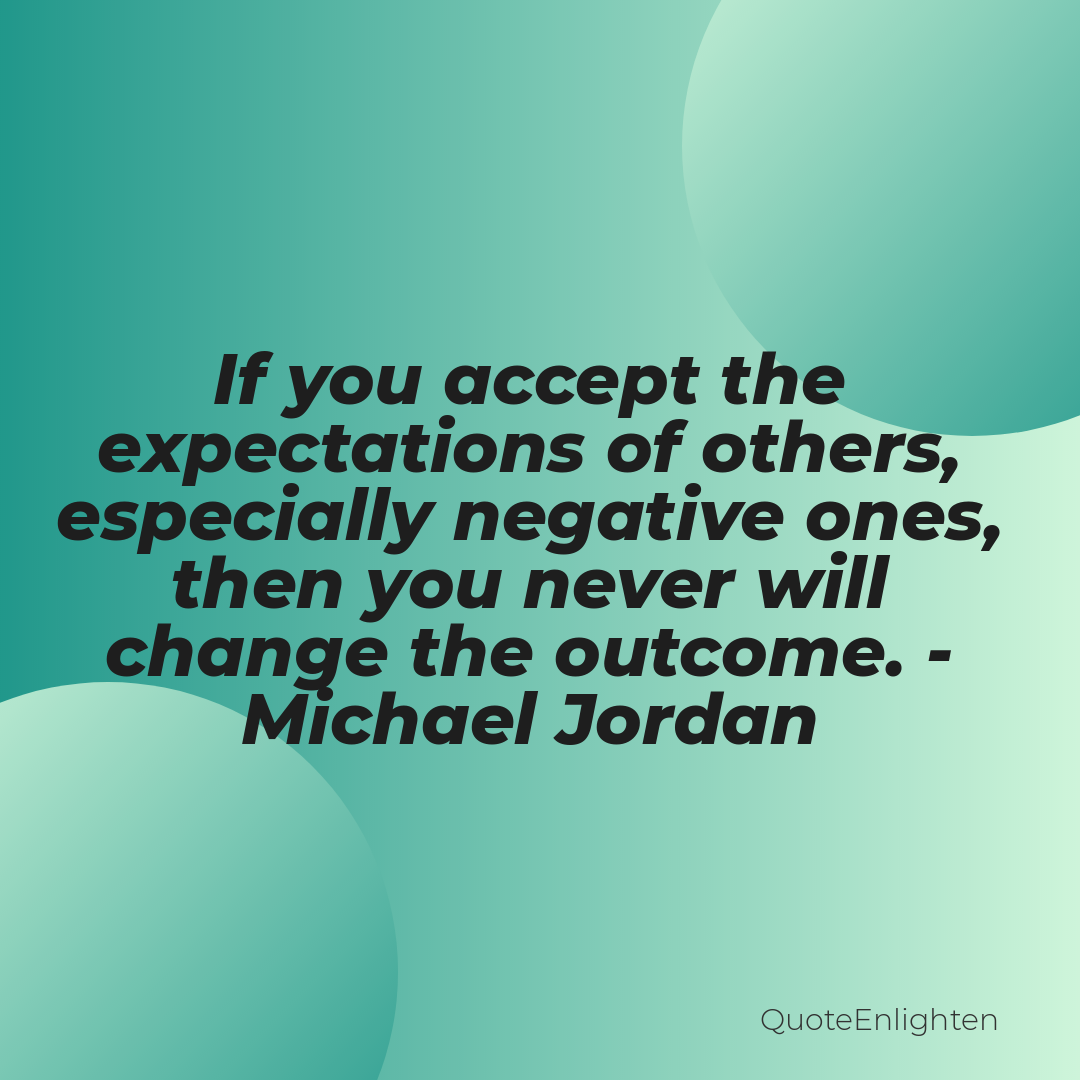 If you accept the
expectations of others,
especially negative ones,
then you never will
change the outcome. -
Michael Jordan
QuoteEnlighten